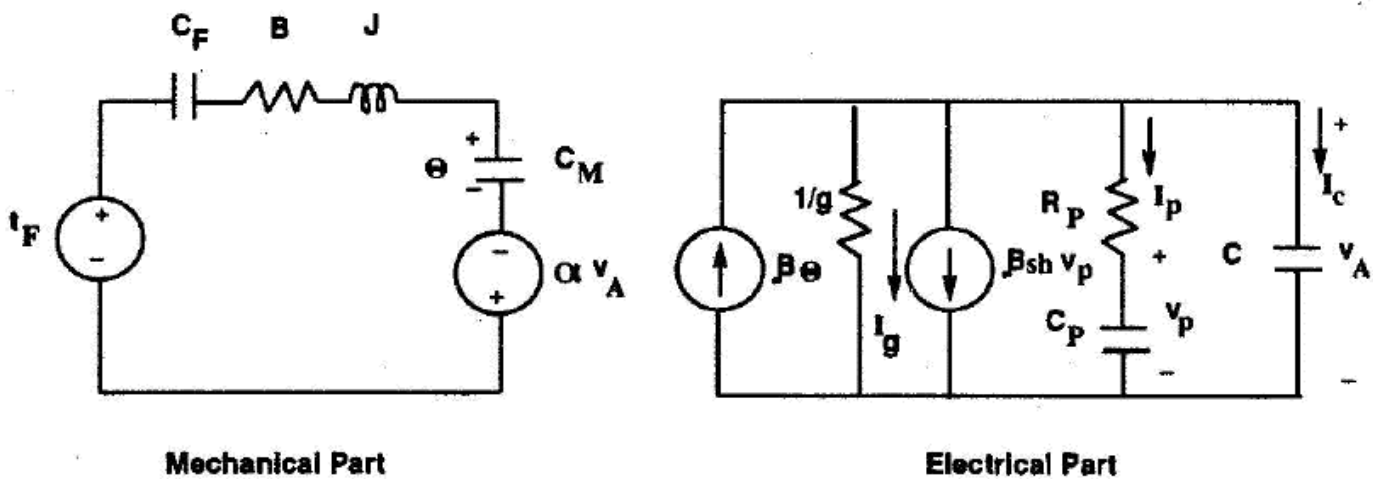 C_F B J
+
Θ C_M
−
t_F + −
−
α v_A
+
1/g R_P I_p + I_c
βΘ β_sh v_p + C v_A
I_g C_P v_p
− −
Mechanical Part Electrical Part